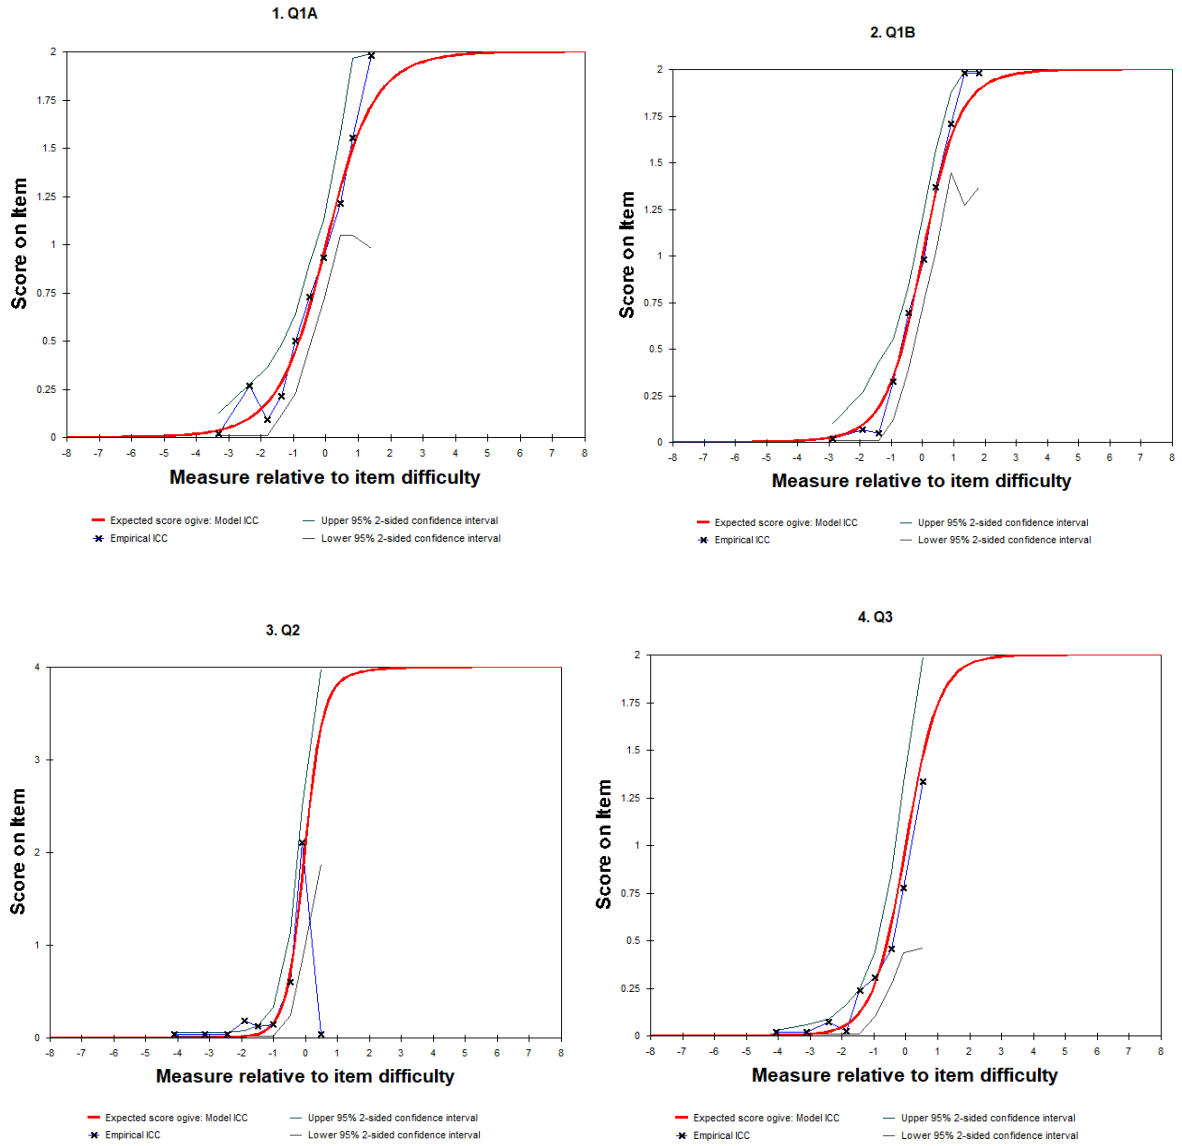 1. Q1A
2
1.75
1.5
1.25
1
0.75
0.5
0.25
0
Score on Item
-8 -7 -6 -5 -4 -3 -2 -1 0 1 2 3 4 5 6 7 8
Measure relative to item difficulty
Expected score ogive: Model ICC
Upper 95% 2-sided confidence interval
Empirical ICC
Lower 95% 2-sided confidence interval
2. Q1B
2
1.75
1.5
1.25
1
0.75
0.5
0.25
0
Score on Item
-8 -7 -6 -5 -4 -3 -2 -1 0 1 2 3 4 5 6 7 8
Measure relative to item difficulty
Expected score ogive: Model ICC
Upper 95% 2-sided confidence interval
Empirical ICC
Lower 95% 2-sided confidence interval
3. Q2
4
3
2
1
0
Score on Item
-8 -7 -6 -5 -4 -3 -2 -1 0 1 2 3 4 5 6 7 8
Measure relative to item difficulty
Expected score ogive: Model ICC
Upper 95% 2-sided confidence interval
Empirical ICC
Lower 95% 2-sided confidence interval
4. Q3
2
1.75
1.5
1.25
1
0.75
0.5
0.25
0
Score on Item
-8 -7 -6 -5 -4 -3 -2 -1 0 1 2 3 4 5 6 7 8
Measure relative to item difficulty
Expected score ogive: Model ICC
Upper 95% 2-sided confidence interval
Empirical ICC
Lower 95% 2-sided confidence interval